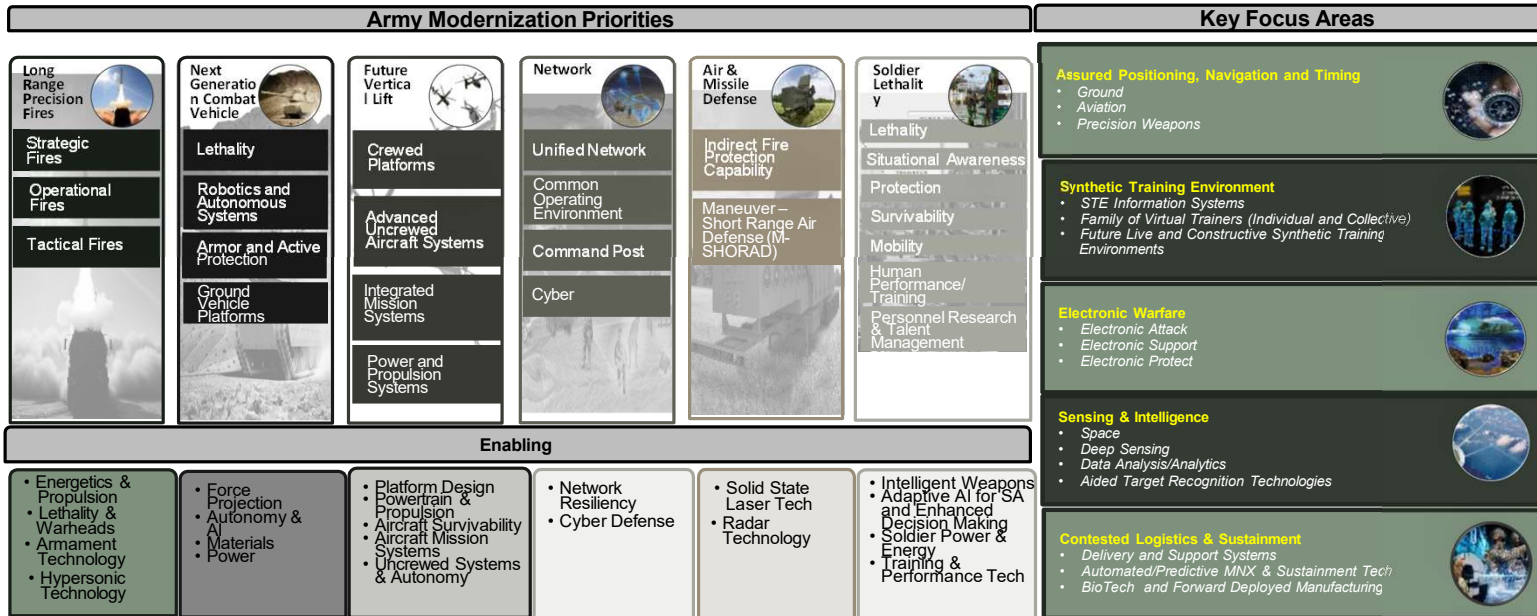 Army Modernization Priorities
Long
Range
Precision
Fires
Strategic
Fires
Operational
Fires
Tactical Fires
Next
Generatio
n Combat
Vehicle
Lethality
Robotics and
Autonomous
Systems
Armor and Active
Protection
Ground
Vehicle
Platforms
Future
Vertica
l Lift
Crewed
Platforms
Advanced
Uncrewed
Aircraft Systems
Integrated
Mission
Systems
Power and
Propulsion
Systems
Network
Unified Network
Common
Operating
Environment
Command Post
Cyber
Air &
Missile
Defense
Indirect Fire
Protection
Capability
Maneuver –
Short Range Air
Defense (M-
SHORAD)
Soldier
Lethalit
y
Lethality
Situational Awareness
Protection
Survivability
Mobility
Human
Performance/
Training
Personnel Research
& Talent
Management
Enabling
• Energetics &
Propulsion
• Lethality &
Warheads
• Armament
Technology
• Hypersonic
Technology
• Force
Projection
• Autonomy &
AI
• Materials
• Power
• Platform Design
• Powertrain &
Propulsion
• Aircraft Survivability
• Aircraft Mission
Systems
• Uncrewed Systems
& Autonomy
• Network
Resiliency
• Cyber Defense
• Solid State
Laser Tech
• Radar
Technology
• Intelligent Weapons
• Adaptive AI for SA
and Enhanced
Decision Making
• Soldier Power &
Energy
• Training &
Performance Tech
Key Focus Areas
Assured Positioning, Navigation and Timing
• Ground
• Aviation
• Precision Weapons
Synthetic Training Environment
• STE Information Systems
• Family of Virtual Trainers (Individual and Collective)
• Future Live and Constructive Synthetic Training
Environments
Electronic Warfare
• Electronic Attack
• Electronic Support
• Electronic Protect
Sensing & Intelligence
• Space
• Deep Sensing
• Data Analysis/Analytics
• Aided Target Recognition Technologies
Contested Logistics & Sustainment
• Delivery and Support Systems
• Automated/Predictive MNX & Sustainment Tech
• BioTech and Forward Deployed Manufacturing